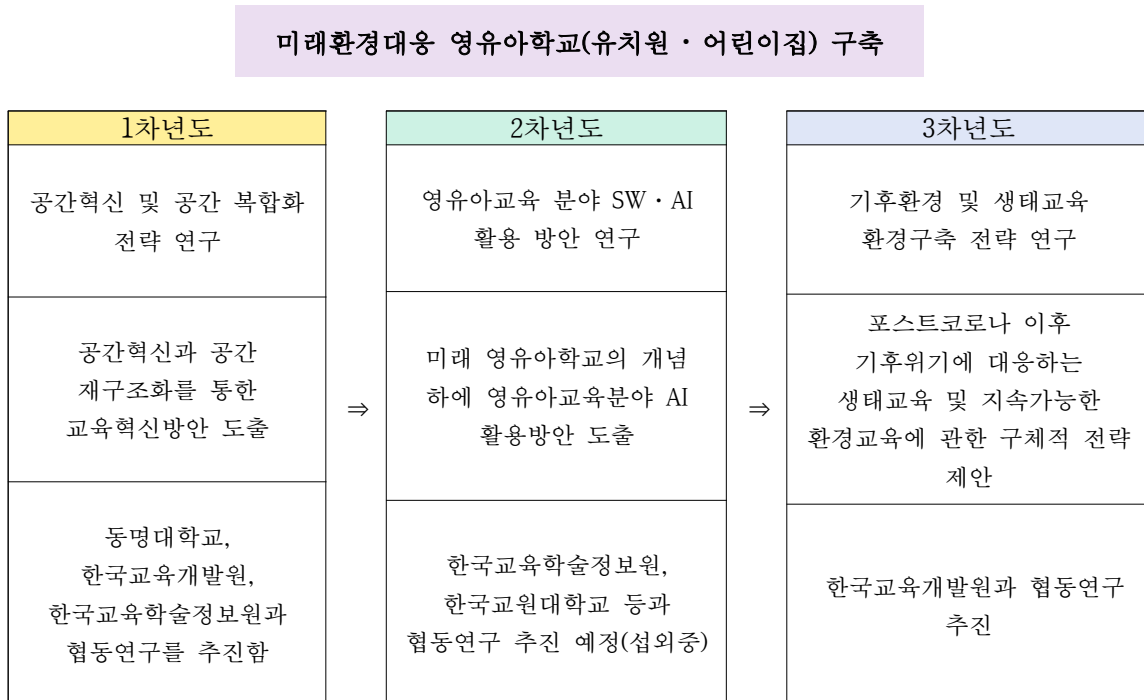 미래환경대응 영유아학교(유치원 · 어린이집) 구축
1차년도
공간혁신 및 공간 복합화
전략 연구
공간혁신과 공간
재구조화를 통한
교육혁신방안 도출
동명대학교,
한국교육개발원,
한국교육학술정보원과
협동연구를 추진함
⇒
2차년도
영유아교육 분야 SW · AI
활용 방안 연구
미래 영유아학교의 개념
하에 영유아교육분야 AI
활용방안 도출
한국교육학술정보원,
한국교원대학교 등과
협동연구 추진 예정(섭외중)
⇒
3차년도
기후환경 및 생태교육
환경구축 전략 연구
포스트코로나 이후
기후위기에 대응하는
생태교육 및 지속가능한
환경교육에 관한 구체적 전략
제안
한국교육개발원과 협동연구
추진